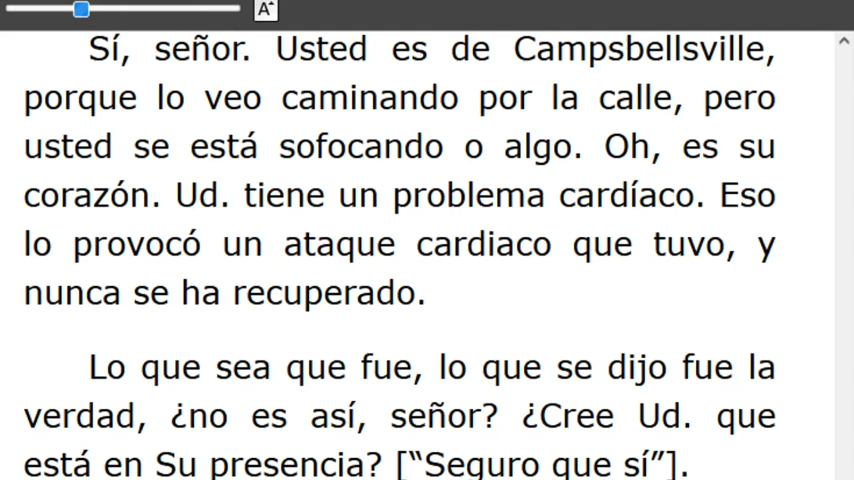 A
Sí, señor. Usted es de Campsbellsville,
porque lo veo caminando por la calle, pero
usted se está sofocando o algo. Oh, es su
corazón. Ud. tiene un problema cardíaco. Eso
lo provocó un ataque cardiaco que tuvo, y
nunca se ha recuperado.
Lo que sea que fue, lo que se dijo fue la
verdad, ¿no es así, señor? ¿Cree Ud. que
está en Su presencia? [“Seguro que sí”].